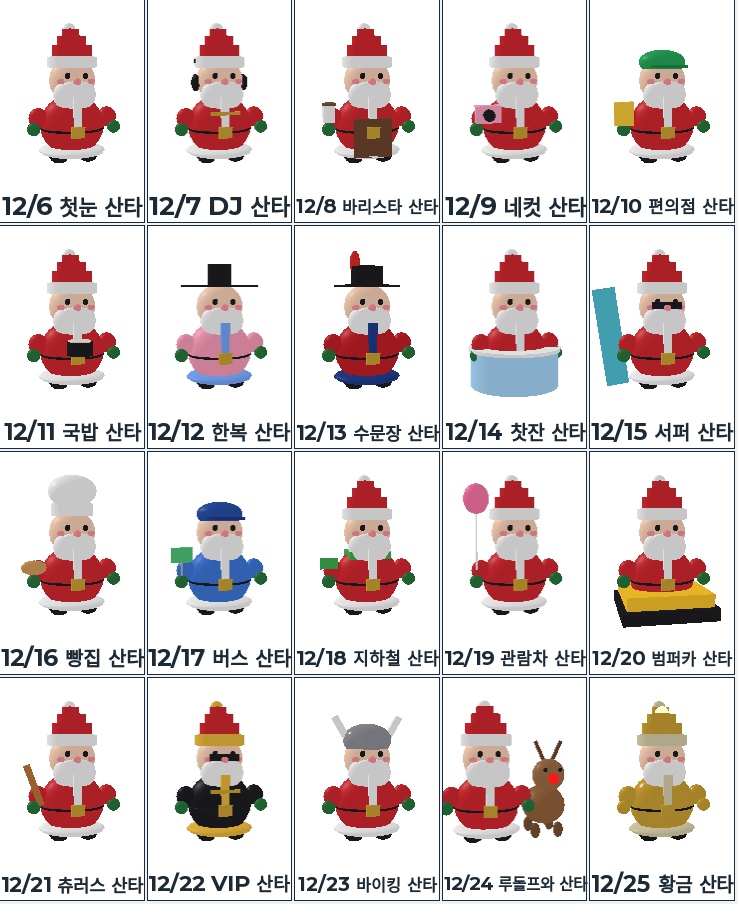 12/6 첫눈 산타
12/7 DJ 산타
12/8 바리스타 산타
12/9 네컷 산타
12/10 편의점 산타
12/11 국밥 산타
12/12 한복 산타
12/13 수문장 산타
12/14 찻잔 산타
12/15 서퍼 산타
12/16 빵집 산타
12/17 버스 산타
12/18 지하철 산타
12/19 관람차 산타
12/20 범퍼카 산타
12/21 츄러스 산타
12/22 VIP 산타
12/23 바이킹 산타
12/24 루돌프와 산타
12/25 황금 산타